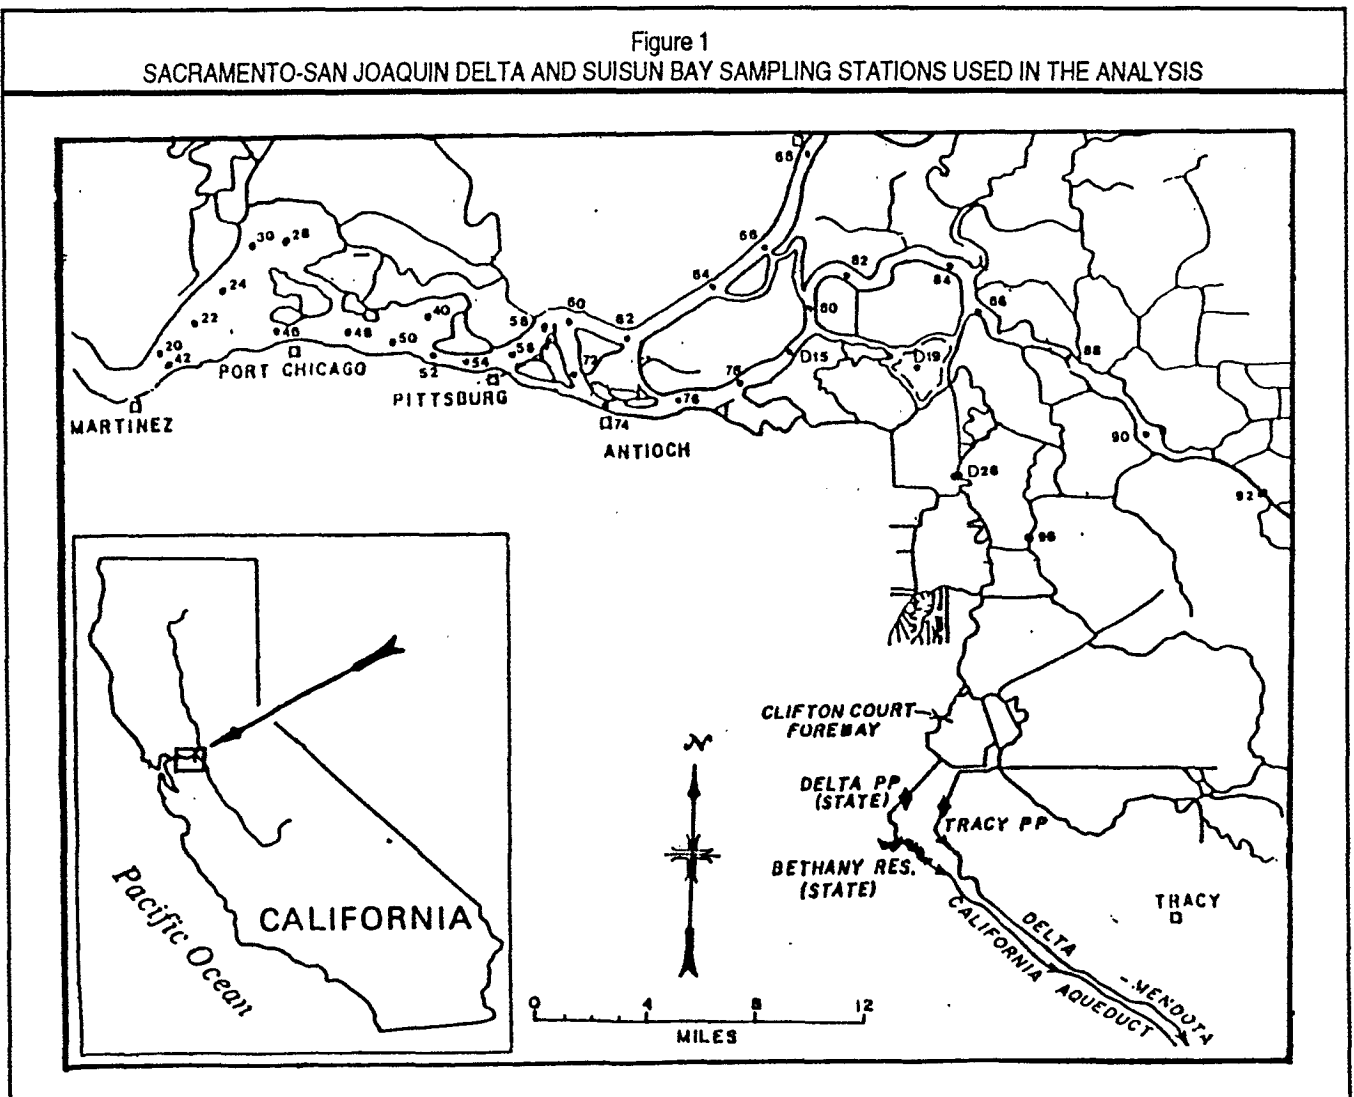 Figure 1
SACRAMENTO-SAN JOAQUIN DELTA AND SUISUN BAY SAMPLING STATIONS USED IN THE ANALYSIS
68
66
64
30
28
24
22
20
42
46
48
50
40
52
54
56
58
60
62
72
74
76
76
80
82
84
86
88
90
92
96
D15
D19
D26
PORT CHICAGO
MARTINEZ
PITTSBURG
ANTIOCH
CLIFTON COURT
FOREBAY
DELTA PP
(STATE)
TRACY PP
BETHANY RES.
(STATE)
TRACY
DELTA
-MENDOTA
CALIFORNIA AQUEDUCT
N
0 4 8 12
MILES
CALIFORNIA
Pacific Ocean